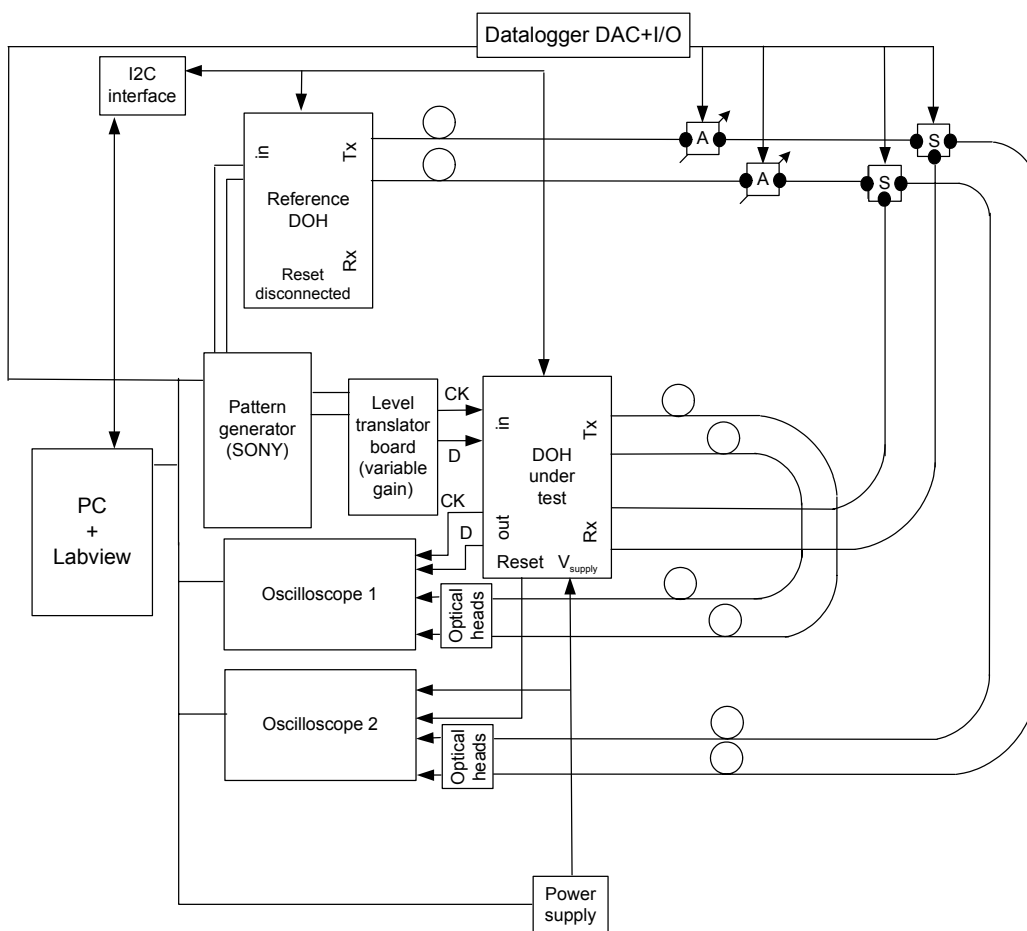 Datalogger DAC+I/O
I2C
interface
in
Tx
Reference
DOH
Rx
Reset
disconnected
A
A
S
S
Pattern
generator
(SONY)
Level
translator
board
(variable
gain)
CK
D
in
Tx
DOH
under
test
out
Rx
Reset
Vsupply
CK
D
PC
+
Labview
Oscilloscope 1
Optical
heads
Oscilloscope 2
Optical
heads
Power
supply